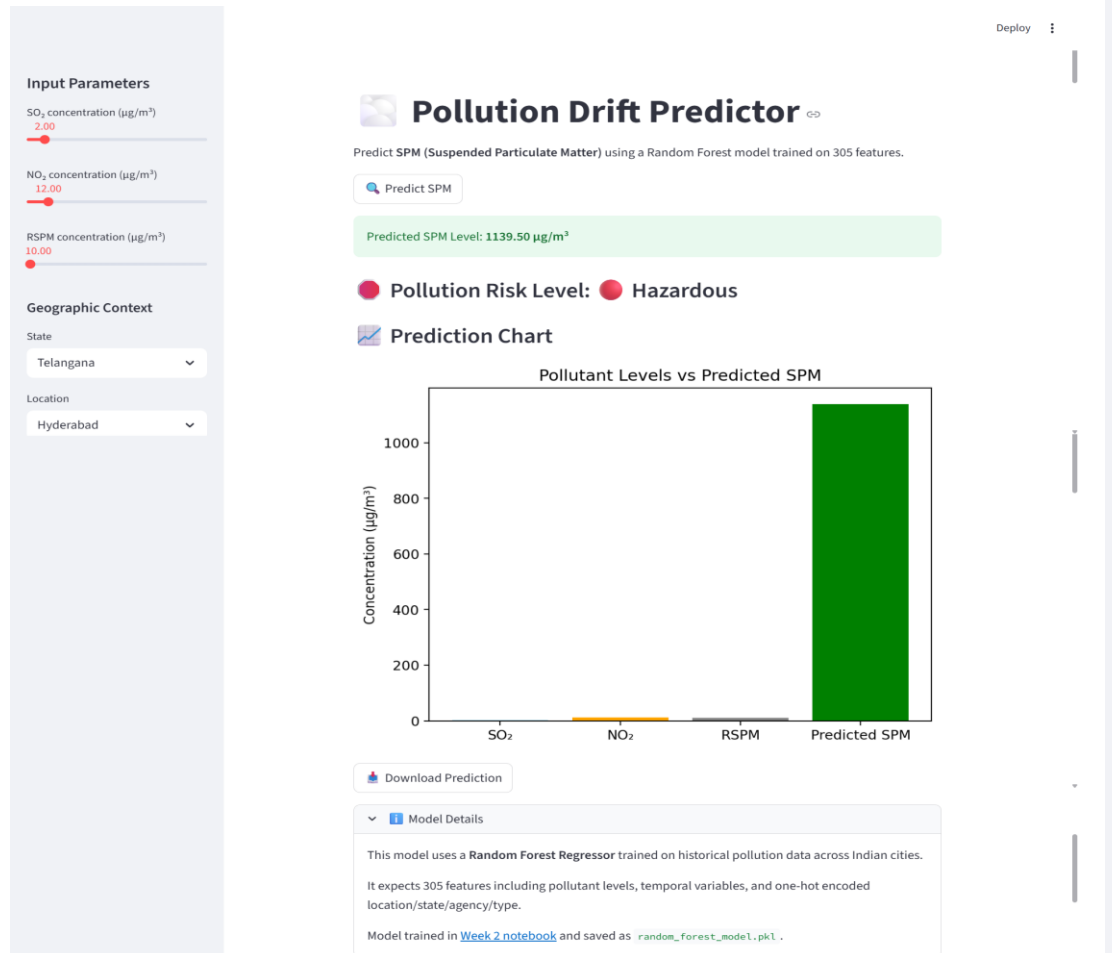 Deploy
Input Parameters
SO₂ concentration (µg/m³)
2.00
NO₂ concentration (µg/m³)
12.00
RSPM concentration (µg/m³)
10.00
Geographic Context
State
Telangana
Location
Hyderabad
Pollution Drift Predictor
Predict SPM (Suspended Particulate Matter) using a Random Forest model trained on 305 features.
Predict SPM
Predicted SPM Level: 1139.50 µg/m³
Pollution Risk Level: Hazardous
Prediction Chart
Pollutant Levels vs Predicted SPM
Concentration (µg/m³)
1000
800
600
400
200
0
SO₂ NO₂ RSPM Predicted SPM
Download Prediction
Model Details
This model uses a Random Forest Regressor trained on historical pollution data across Indian cities.
It expects 305 features including pollutant levels, temporal variables, and one-hot encoded
location/state/agency/type.
Model trained in Week 2 notebook and saved as random_forest_model.pkl .